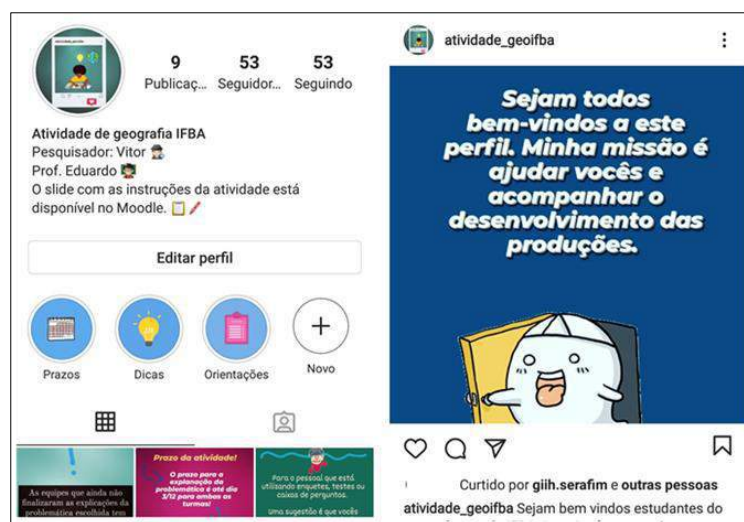 9
53
53
Publicaç...
Seguidor...
Seguindo
Atividade de geografia IFBA
Pesquisador: Vitor
Prof. Eduardo
O slide com as instruções da atividade está
disponível no Moodle.
Editar perfil
Prazos
Dicas
Orientações
Novo
As equipes que ainda não
finalizaram as explicações da
problemática escolhida tem
Prazo da atividade!
O prazo para a
explanação da
problemática é até dia
3/12 para ambas as
turmas!
Para o pessoal que está
utilizando enquetes, testes ou
caixas de perguntas.
Uma sugestão é que vocês
atividade_geoifba
Sejam todos
bem-vindos a este
perfil. Minha missão é
ajudar vocês e
acompanhar o
desenvolvimento das
produções.
Curtido por giih.serafim e outras pessoas
atividade_geoifba Sejam bem vindos estudantes do